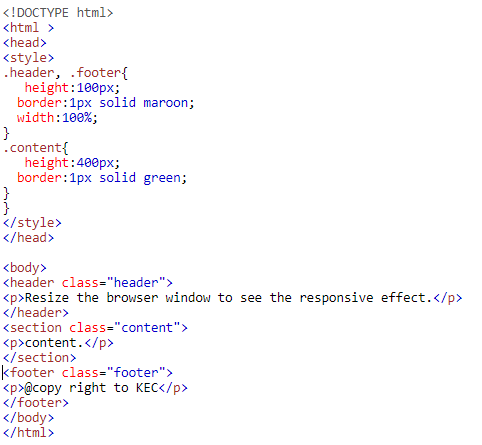 <!DOCTYPE html>
<html >
<head>
<style>
.header, .footer{
   height:100px;
  border:1px solid maroon;
  width:100%;
}
.content{
   height:400px;
  border:1px solid green;
}
}
</style>
</head>

<body>
<header class="header">
<p>Resize the browser window to see the responsive effect.</p>
</header>
<section class="content">
<p>content.</p>
</section>
<footer class="footer">
<p>@copy right to KEC</p>
</footer>
</body>
</html>